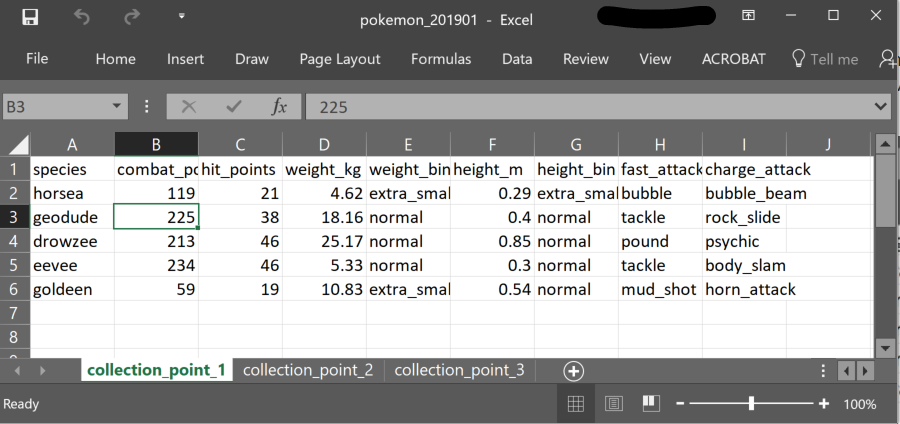 pokemon_201901 - Excel
File Home Insert Draw Page Layout Formulas Data Review View ACROBAT Tell me
B3 fx 225
A B C D E F G H I J
1 species combat_po hit_points weight_kg weight_bin height_m height_bin fast_attack charge_attack
2 horsea 119 21 4.62 extra_smal 0.29 extra_smal bubble bubble_beam
3 geodude 225 38 18.16 normal 0.4 normal tackle rock_slide
4 drowzee 213 46 25.17 normal 0.85 normal pound psychic
5 eevee 234 46 5.33 normal 0.3 normal tackle body_slam
6 goldeen 59 19 10.83 extra_smal 0.54 normal mud_shot horn_attack
7
8
collection_point_1 collection_point_2 collection_point_3
Ready 100%